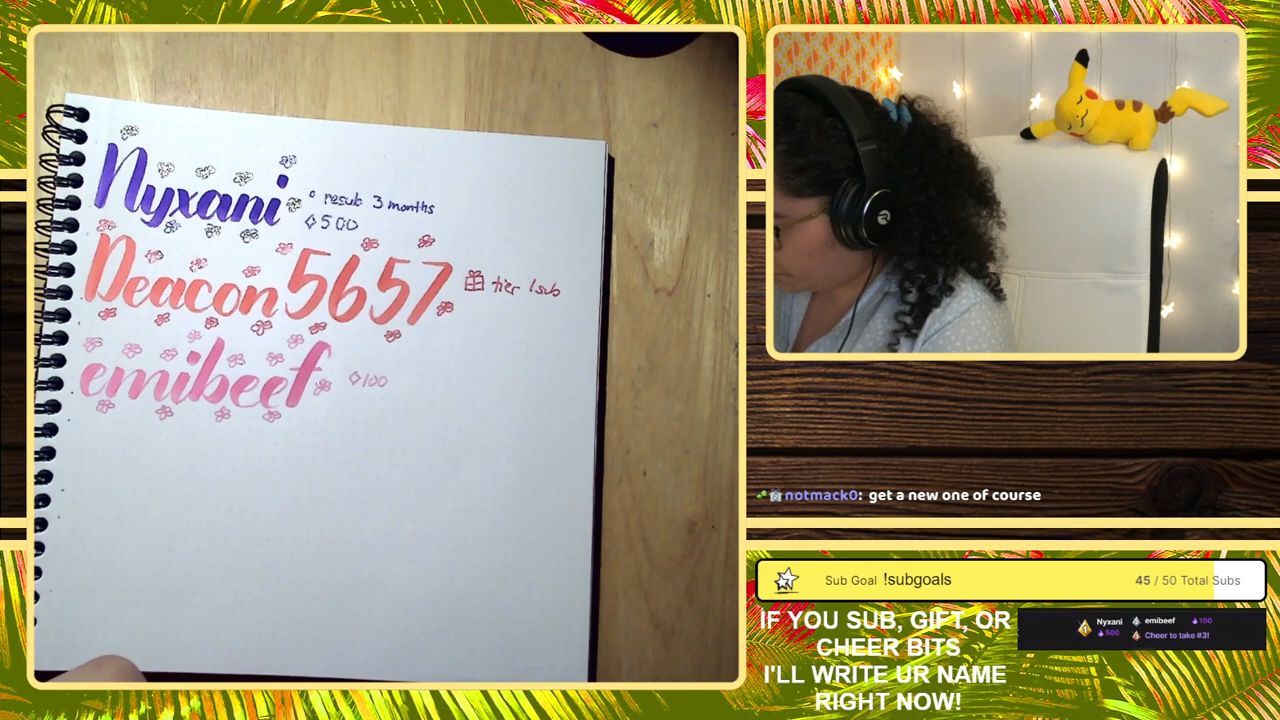 Nyxani
◦ resub 3 months
◊500
Deacon5657
tier 1 sub
emibeef
◊100
notmack0: get a new one of course
Sub Goal !subgoals
45 / 50 Total Subs
IF YOU SUB, GIFT, OR
CHEER BITS
I'LL WRITE UR NAME
RIGHT NOW!
1 Nyxani
500
emibeef 100
Cheer to take #3!